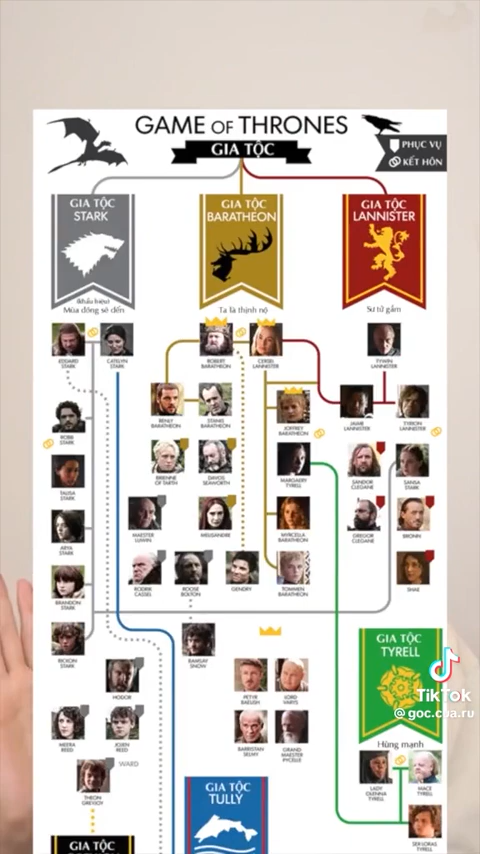 GAME OF THRONES
GIA TỘC
PHỤC VỤ
KẾT HÔN
GIA TỘC
STARK
GIA TỘC
BARATHEON
GIA TỘC
LANNISTER
(khẩu hiệu)
Mùa đông sẽ đến
Ta là thịnh nộ
Sư tử gầm
EDDARD
STARK
CATELYN
STARK
ROBERT
BARATHEON
CERSEI
LANNISTER
TYWIN
LANNISTER
RENLY
BARATHEON
STANIS
BARATHEON
JOFFREY
BARATHEON
JAIME
LANNISTER
TYRION
LANNISTER
ROBB
STARK
TALISA
STARK
BRIENNE
OF TARTH
DAVOS
SEAWORTH
MARGAERY
TYRELL
SANDOR
CLEGANE
SANSA
STARK
ARYA
STARK
MAESTER
LUWIN
MELISANDRE
MYRCELLA
BARATHEON
GREGOR
CLEGANE
BRONN
BRANDON
STARK
RODRIK
CASSEL
ROOSE
BOLTON
GENDRY
TOMMEN
BARATHEON
SHAE
RICKON
STARK
RAMSAY
SNOW
HODOR
PETYR
BAELISH
LORD
VARYS
GIA TỘC
TYRELL
MEERA
REED
JOJEN
REED
BARRISTAN
SELMY
GRAND
MAESTER
PYCELLE
Hùng mạnh
WARD
THEON
GREYJOY
LADY
OLENNA
TYRELL
MACE
TYRELL
GIA TỘC
TULLY
SER LORAS
TYRELL
GIA TỘC
TikTok
@goc.cua.ru